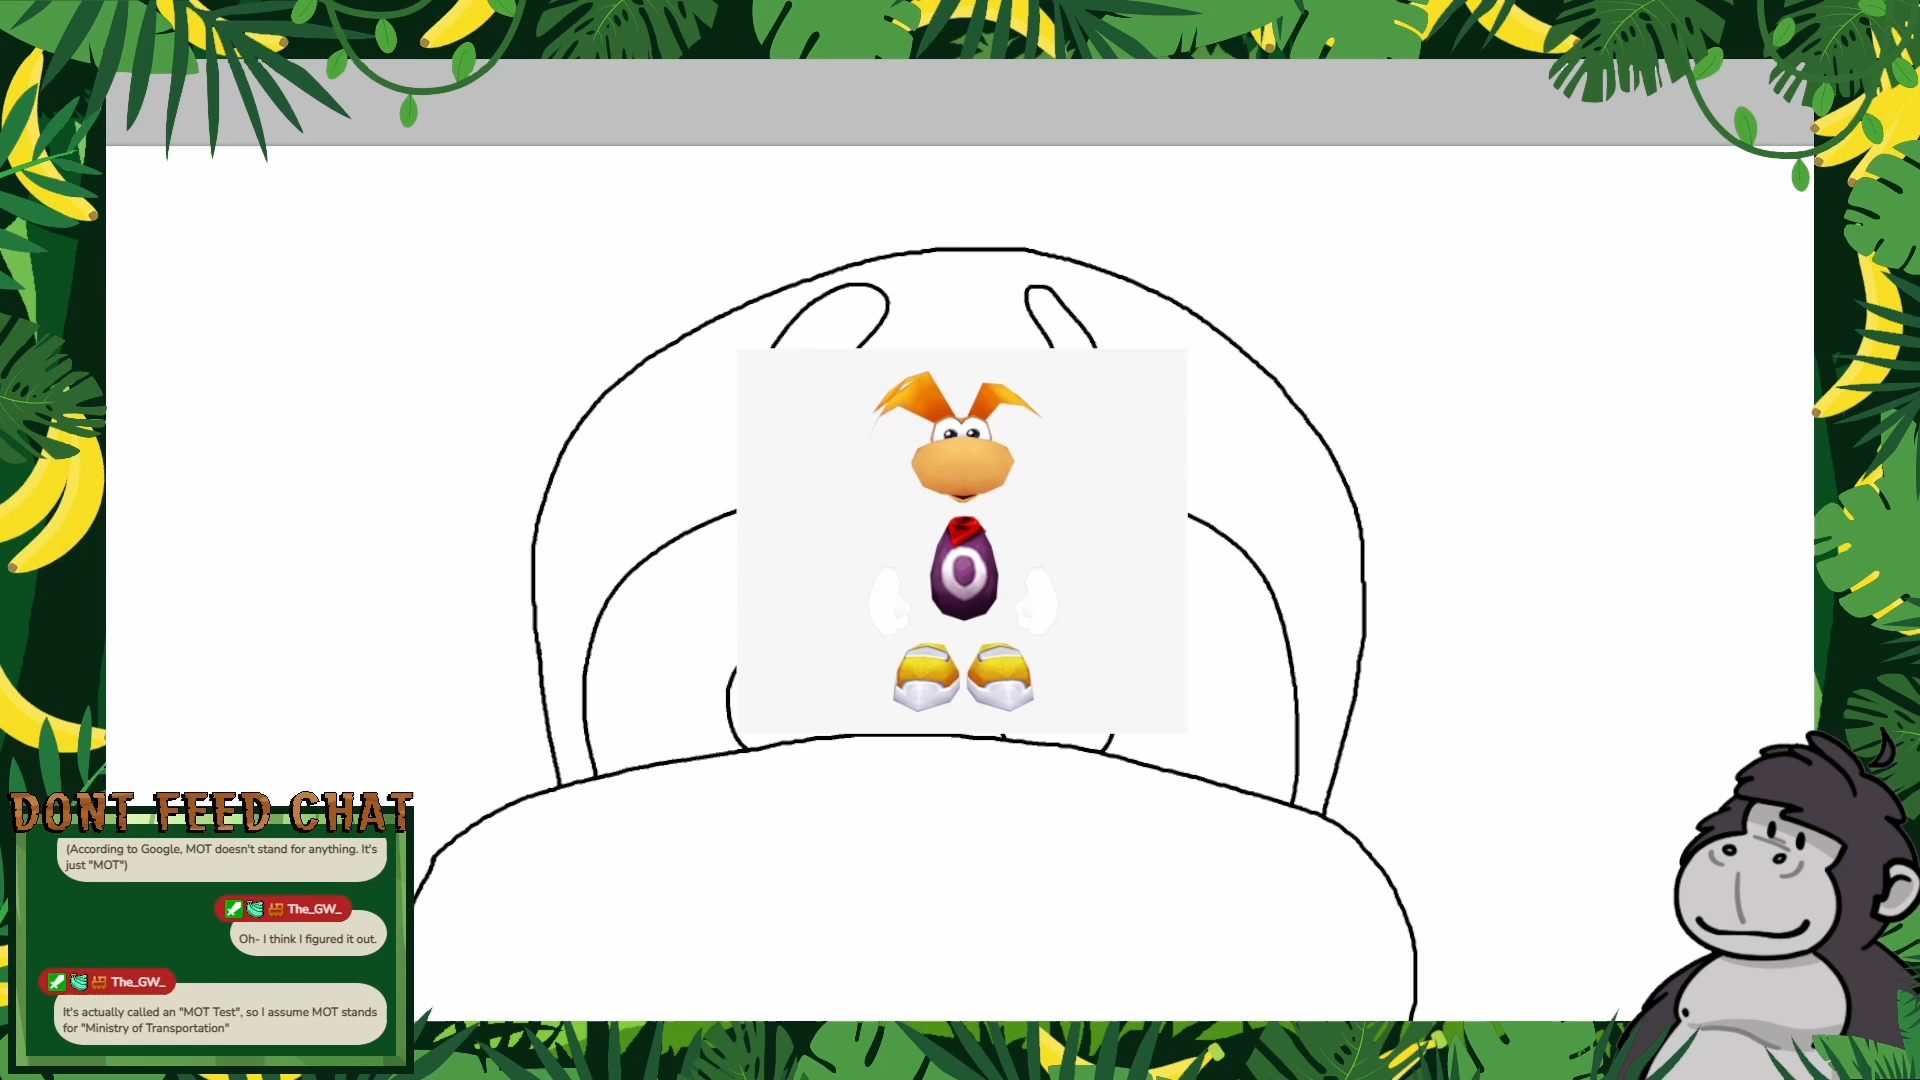 DONT FEED CHAT
(According to Google, MOT doesn't stand for anything. It's
just "MOT")
The_GW_
Oh- I think I figured it out.
The_GW_
It's actually called an "MOT Test", so I assume MOT stands
for "Ministry of Transportation"